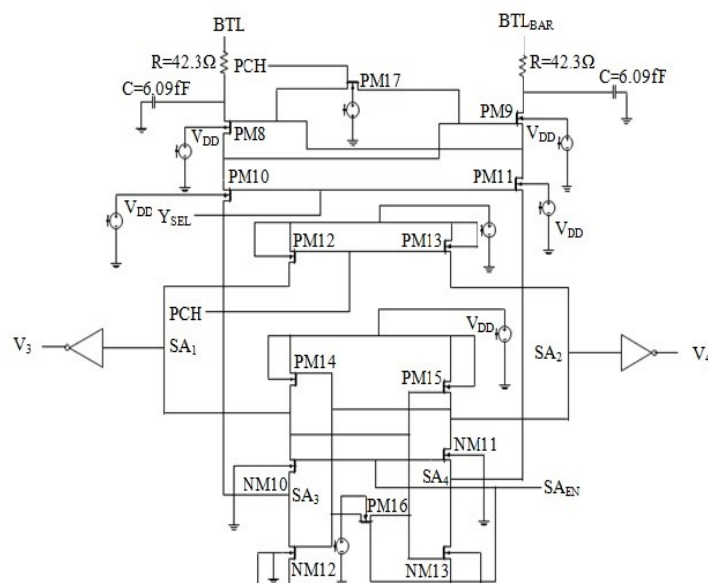 BTL
BTL_BAR
R=42.3Ω
PCH
R=42.3Ω
PM17
C=6.09fF
C=6.09fF
PM9
V_DD
PM8
V_DD
PM10
PM11
V_DD
Y_SEL
V_DD
PM12
PM13
PCH
V_DD
V_3
SA_1
SA_2
V_4
PM14
PM15
NM11
NM10
SA_3
SA_4
SA_EN
PM16
NM12
NM13